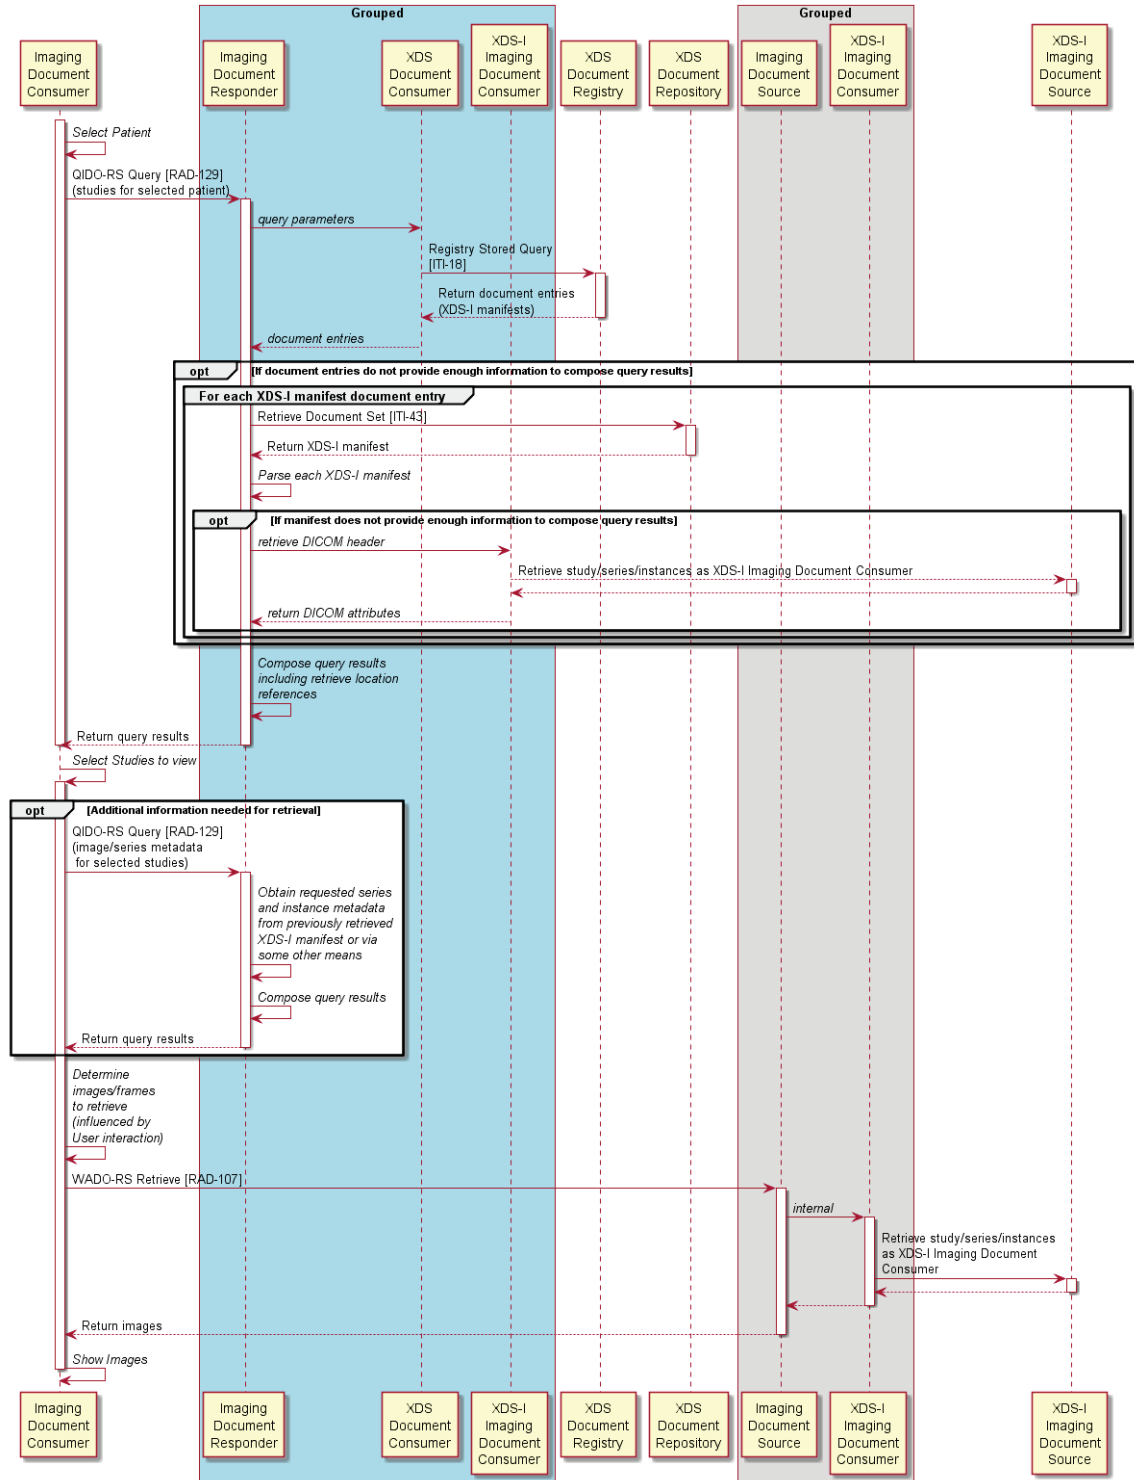 Grouped
Grouped
Imaging
Document
Consumer
Imaging
Document
Responder
XDS
Document
Consumer
XDS-I
Imaging
Document
Consumer
XDS
Document
Registry
XDS
Document
Repository
Imaging
Document
Source
XDS-I
Imaging
Document
Consumer
XDS-I
Imaging
Document
Source
Select Patient
QIDO-RS Query [RAD-129]
(studies for selected patient)
query parameters
Registry Stored Query
[ITI-18]
Return document entries
(XDS-I manifests)
document entries
opt [If document entries do not provide enough information to compose query results]
For each XDS-I manifest document entry
Retrieve Document Set [ITI-43]
Return XDS-I manifest
Parse each XDS-I manifest
opt [If manifest does not provide enough information to compose query results]
retrieve DICOM header
Retrieve study/series/instances as XDS-I Imaging Document Consumer
return DICOM attributes
Compose query results
including retrieve location
references
Return query results
Select Studies to view
opt [Additional information needed for retrieval]
QIDO-RS Query [RAD-129]
(image/series metadata
for selected studies)
Obtain requested series
and instance metadata
from previously retrieved
XDS-I manifest or via
some other means
Compose query results
Return query results
Determine
images/frames
to retrieve
(influenced by
User interaction)
WADO-RS Retrieve [RAD-107]
internal
Retrieve study/series/instances
as XDS-I Imaging Document
Consumer
Return images
Show Images
Imaging
Document
Consumer
Imaging
Document
Responder
XDS
Document
Consumer
XDS-I
Imaging
Document
Consumer
XDS
Document
Registry
XDS
Document
Repository
Imaging
Document
Source
XDS-I
Imaging
Document
Consumer
XDS-I
Imaging
Document
Source